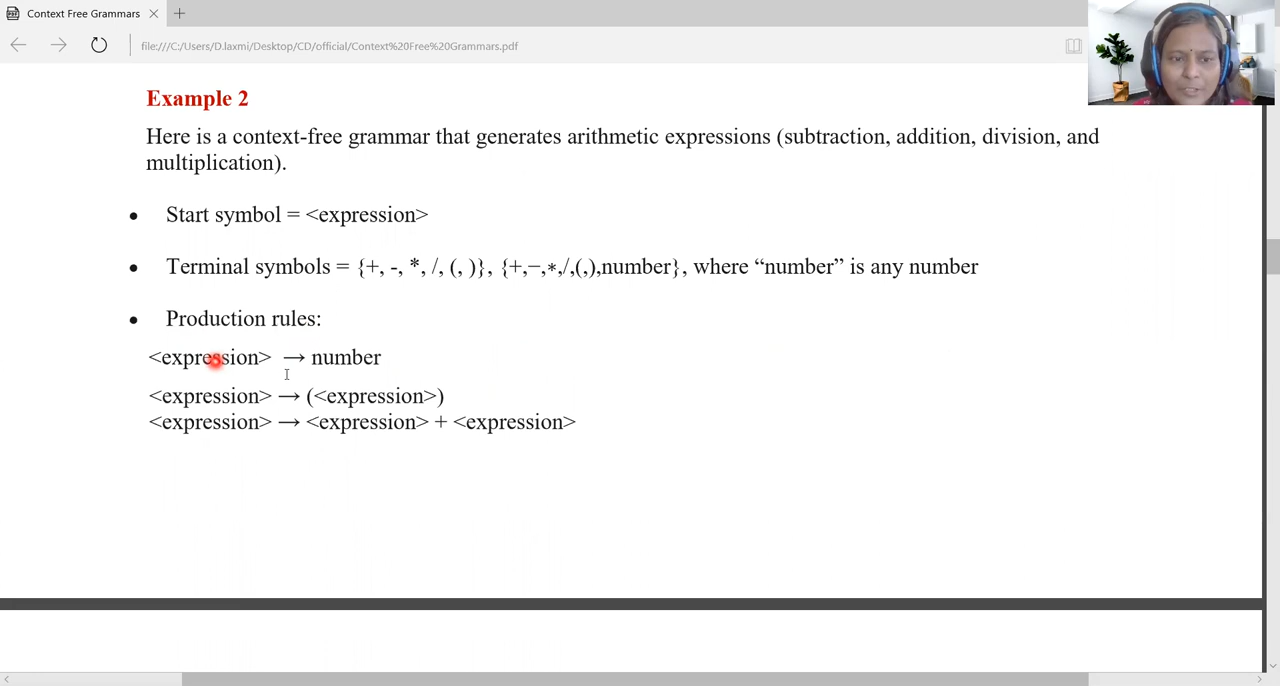 Context Free Grammars
file:///C:/Users/D.laxmi/Desktop/CD/official/Context%20Free%20Grammars.pdf
Example 2
Here is a context-free grammar that generates arithmetic expressions (subtraction, addition, division, and
multiplication).
• Start symbol = <expression>
• Terminal symbols = {+, -, *, /, (, )}, {+,−,∗,/,(,),number}, where “number” is any number
• Production rules:
<expression> → number
<expression> → (<expression>)
<expression> → <expression> + <expression>